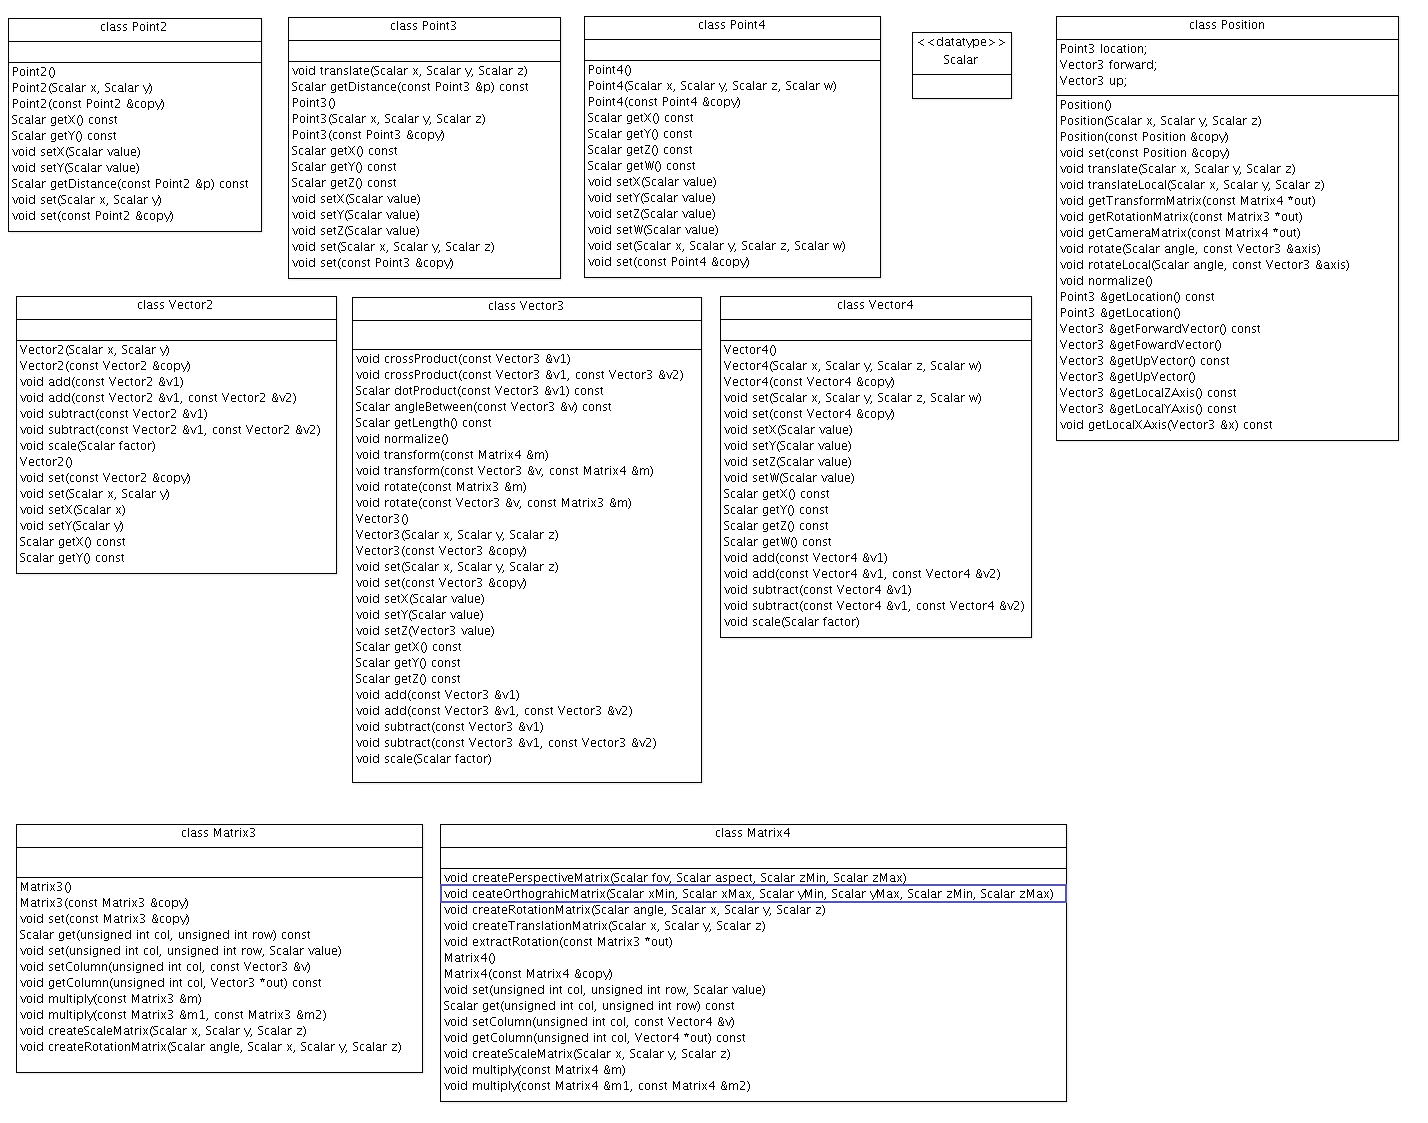 class Point2
Point2()
Point2(Scalar x, Scalar y)
Point2(const Point2 &copy)
Scalar getX() const
Scalar getY() const
void setX(Scalar value)
void setY(Scalar value)
Scalar getDistance(const Point2 &p) const
void set(Scalar x, Scalar y)
void set(const Point2 &copy)
class Point3
void translate(Scalar x, Scalar y, Scalar z)
Scalar getDistance(const Point3 &p) const
Point3()
Point3(Scalar x, Scalar y, Scalar z)
Point3(const Point3 &copy)
Scalar getX() const
Scalar getY() const
Scalar getZ() const
void setX(Scalar value)
void setY(Scalar value)
void setZ(Scalar value)
void set(Scalar x, Scalar y, Scalar z)
void set(const Point3 &copy)
class Point4
Point4()
Point4(Scalar x, Scalar y, Scalar z, Scalar w)
Point4(const Point4 &copy)
Scalar getX() const
Scalar getY() const
Scalar getZ() const
Scalar getW() const
void setX(Scalar value)
void setY(Scalar value)
void setZ(Scalar value)
void setW(Scalar value)
void set(Scalar x, Scalar y, Scalar z, Scalar w)
void set(const Point4 &copy)
<<datatype>>
Scalar
class Position
Point3 location;
Vector3 forward;
Vector3 up;
Position()
Position(Scalar x, Scalar y, Scalar z)
Position(const Position &copy)
void set(const Position &copy)
void translate(Scalar x, Scalar y, Scalar z)
void translateLocal(Scalar x, Scalar y, Scalar z)
void getTransformMatrix(const Matrix4 *out)
void getRotationMatrix(const Matrix3 *out)
void getCameraMatrix(const Matrix4 *out)
void rotate(Scalar angle, const Vector3 &axis)
void rotateLocal(Scalar angle, const Vector3 &axis)
void normalize()
Point3 &getLocation() const
Point3 &getLocation()
Vector3 &getForwardVector() const
Vector3 &getFowardVector()
Vector3 &getUpVector() const
Vector3 &getUpVector()
Vector3 &getLocalZAxis() const
Vector3 &getLocalYAxis() const
void getLocalXAxis(Vector3 &x) const
class Vector2
Vector2(Scalar x, Scalar y)
Vector2(const Vector2 &copy)
void add(const Vector2 &v1)
void add(const Vector2 &v1, const Vector2 &v2)
void subtract(const Vector2 &v1)
void subtract(const Vector2 &v1, const Vector2 &v2)
void scale(Scalar factor)
Vector2()
void set(const Vector2 &copy)
void set(Scalar x, Scalar y)
void setX(Scalar x)
void setY(Scalar y)
Scalar getX() const
Scalar getY() const
class Vector3
void crossProduct(const Vector3 &v1)
void crossProduct(const Vector3 &v1, const Vector3 &v2)
Scalar dotProduct(const Vector3 &v1) const
Scalar angleBetween(const Vector3 &v) const
Scalar getLength() const
void normalize()
void transform(const Matrix4 &m)
void transform(const Vector3 &v, const Matrix4 &m)
void rotate(const Matrix3 &m)
void rotate(const Vector3 &v, const Matrix3 &m)
Vector3()
Vector3(Scalar x, Scalar y, Scalar z)
Vector3(const Vector3 &copy)
void set(Scalar x, Scalar y, Scalar z)
void set(const Vector3 &copy)
void setX(Scalar value)
void setY(Scalar value)
void setZ(Vector3 value)
Scalar getX() const
Scalar getY() const
Scalar getZ() const
void add(const Vector3 &v1)
void add(const Vector3 &v1, const Vector3 &v2)
void subtract(const Vector3 &v1)
void subtract(const Vector3 &v1, const Vector3 &v2)
void scale(Scalar factor)
class Vector4
Vector4()
Vector4(Scalar x, Scalar y, Scalar z, Scalar w)
Vector4(const Vector4 &copy)
void set(Scalar x, Scalar y, Scalar z, Scalar w)
void set(const Vector4 &copy)
void setX(Scalar value)
void setY(Scalar value)
void setZ(Scalar value)
void setW(Scalar value)
Scalar getX() const
Scalar getY() const
Scalar getZ() const
Scalar getW() const
void add(const Vector4 &v1)
void add(const Vector4 &v1, const Vector4 &v2)
void subtract(const Vector4 &v1)
void subtract(const Vector4 &v1, const Vector4 &v2)
void scale(Scalar factor)
class Matrix3
Matrix3()
Matrix3(const Matrix3 &copy)
void set(const Matrix3 &copy)
Scalar get(unsigned int col, unsigned int row) const
void set(unsigned int col, unsigned int row, Scalar value)
void setColumn(unsigned int col, const Vector3 &v)
void getColumn(unsigned int col, Vector3 *out) const
void multiply(const Matrix3 &m)
void multiply(const Matrix3 &m1, const Matrix3 &m2)
void createScaleMatrix(Scalar x, Scalar y, Scalar z)
void createRotationMatrix(Scalar angle, Scalar x, Scalar y, Scalar z)
class Matrix4
void createPerspectiveMatrix(Scalar fov, Scalar aspect, Scalar zMin, Scalar zMax)
void ceateOrthograhicMatrix(Scalar xMin, Scalar xMax, Scalar yMin, Scalar yMax, Scalar zMin, Scalar zMax)
void createRotationMatrix(Scalar angle, Scalar x, Scalar y, Scalar z)
void createTranslationMatrix(Scalar x, Scalar y, Scalar z)
void extractRotation(const Matrix3 *out)
Matrix4()
Matrix4(const Matrix4 &copy)
void set(unsigned int col, unsigned int row, Scalar value)
Scalar get(unsigned int col, unsigned int row) const
void setColumn(unsigned int col, const Vector4 &v)
void getColumn(unsigned int col, Vector4 *out) const
void createScaleMatrix(Scalar x, Scalar y, Scalar z)
void multiply(const Matrix4 &m)
void multiply(const Matrix4 &m1, const Matrix4 &m2)